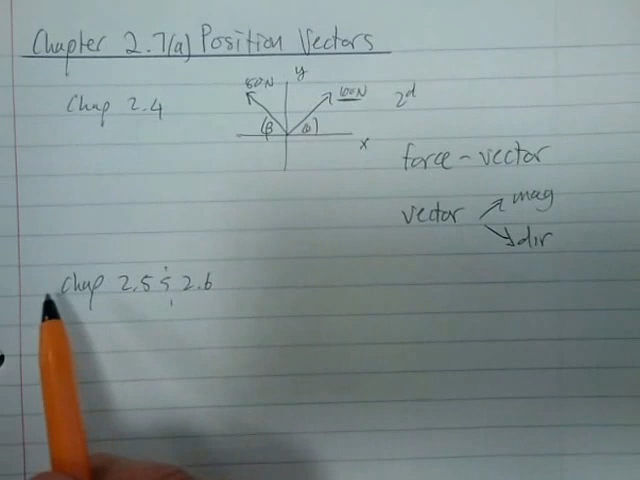 Chapter 2.7(a) Position Vectors
Chap 2.4
80N
y
100N
2d
β
θ
x
force - vector
vector
mag
dir
Chap 2.5 & 2.6